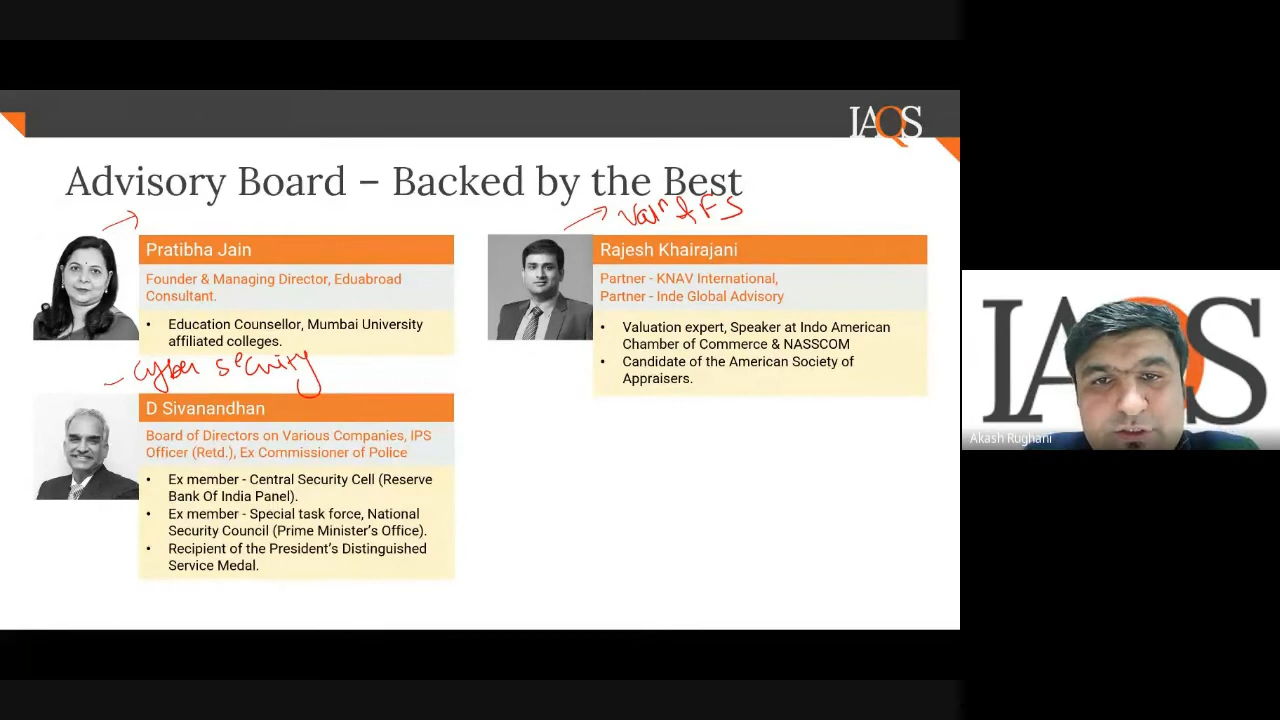 IAQS
Advisory Board – Backed by the Best
Valn & FS
Pratibha Jain
Founder & Managing Director, Eduabroad
Consultant.
• Education Counsellor, Mumbai University
affiliated colleges.
Rajesh Khairajani
Partner - KNAV International,
Partner - Inde Global Advisory
• Valuation expert, Speaker at Indo American
Chamber of Commerce & NASSCOM
• Candidate of the American Society of
Appraisers.
cyber security
D Sivanandhan
Board of Directors on Various Companies, IPS
Officer (Retd.), Ex Commissioner of Police
• Ex member - Central Security Cell (Reserve
Bank Of India Panel).
• Ex member - Special task force, National
Security Council (Prime Minister's Office).
• Recipient of the President's Distinguished
Service Medal.
IAQS
Akash Rughani